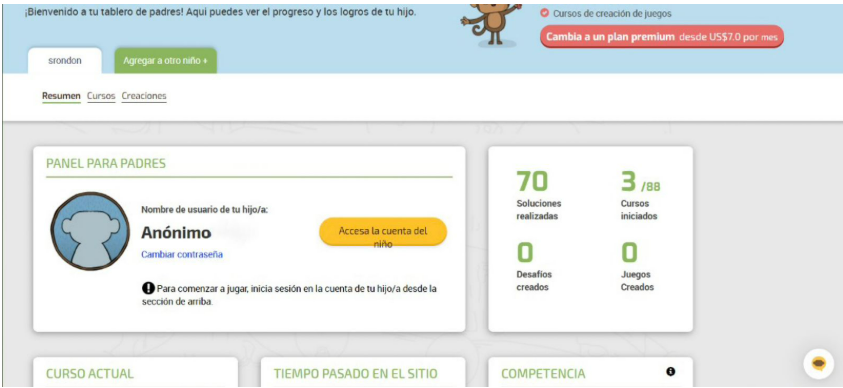 ¡Bienvenido a tu tablero de padres! Aquí puedes ver el progreso y los logros de tu hijo.
Cursos de creación de juegos
Cambia a un plan premium desde US$7.0 por mes
srondon
Agregar a otro niño +
Resumen Cursos Creaciones
PANEL PARA PADRES
Nombre de usuario de tu hijo/a:
Anónimo
Cambiar contraseña
Accesa la cuenta del
niño
Para comenzar a jugar, inicia sesión en la cuenta de tu hijo/a desde la
sección de arriba.
70
Soluciones
realizadas
3 /88
Cursos
iniciados
0
Desafíos
creados
0
Juegos
Creados
CURSO ACTUAL
TIEMPO PASADO EN EL SITIO
COMPETENCIA